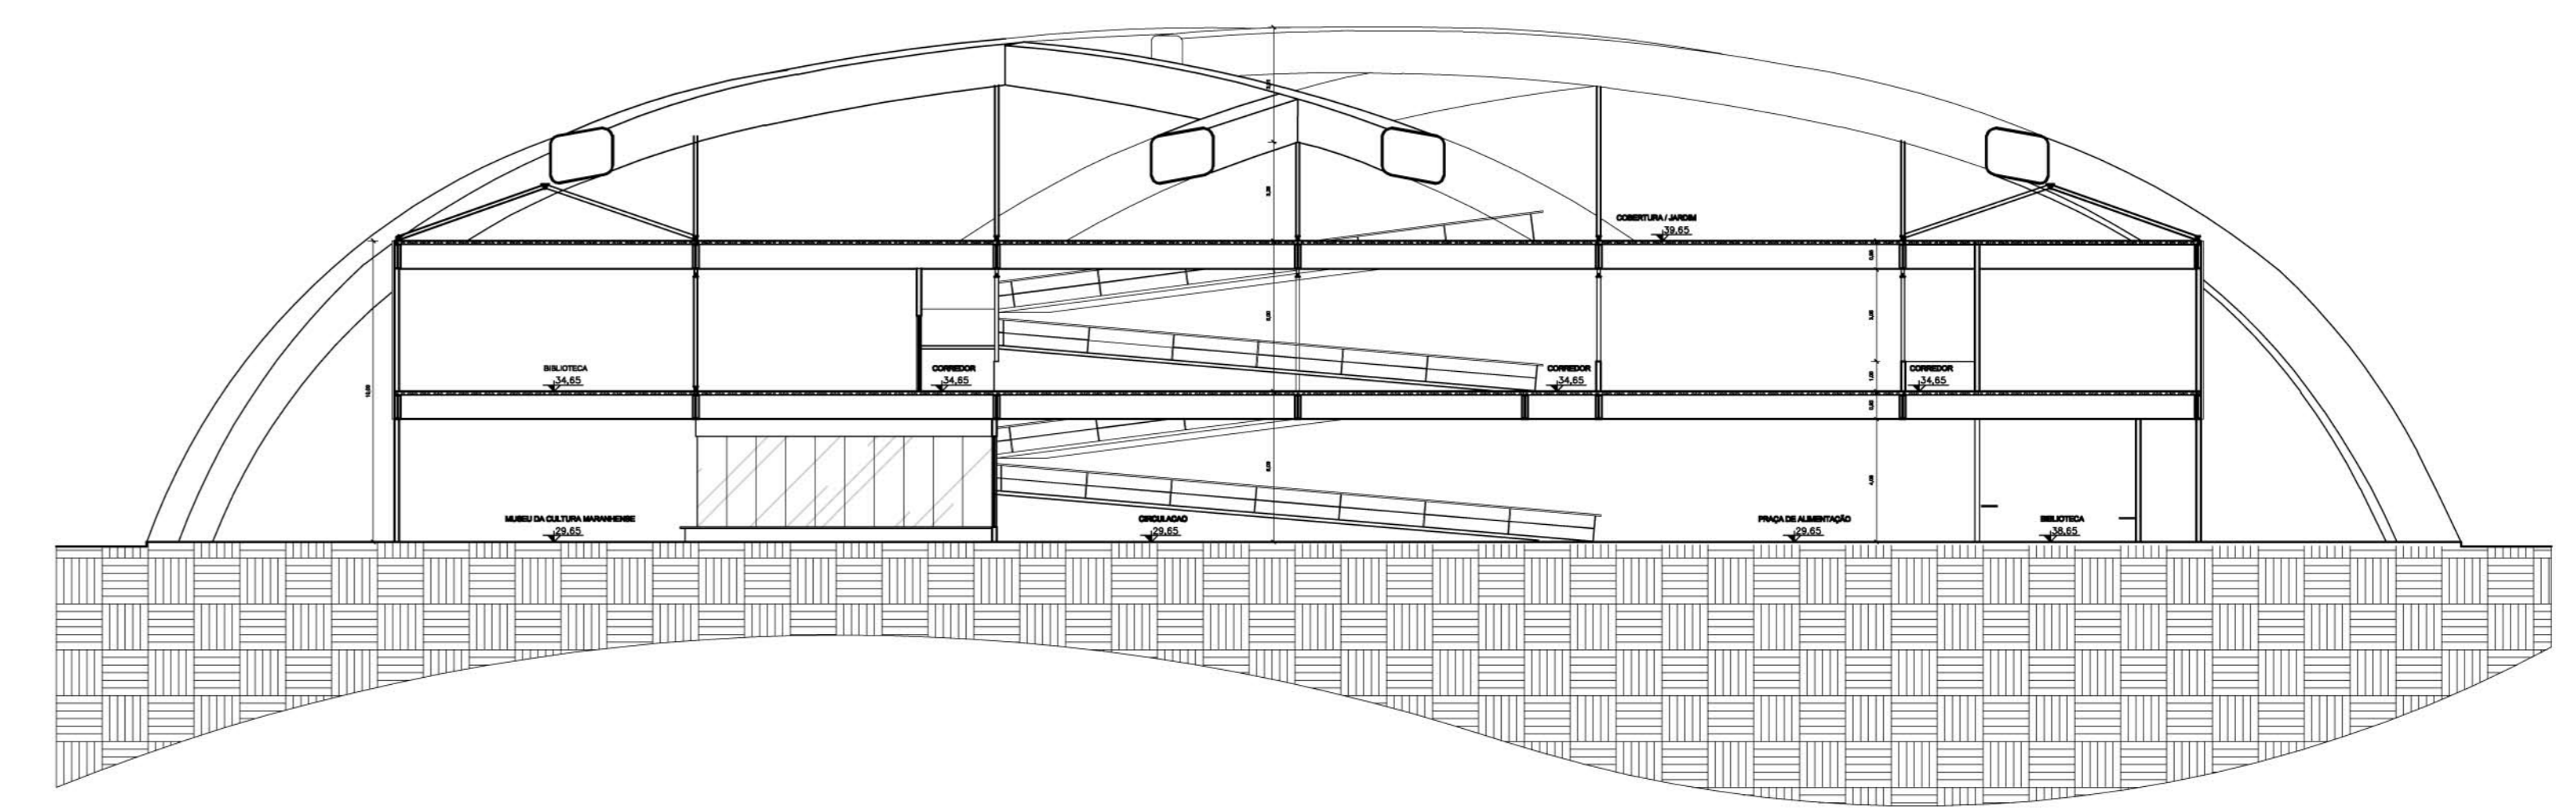 COBERTURA / JARDIM
39,65
BIBLIOTECA
34,65
CORREDOR
34,65
CORREDOR
34,65
CORREDOR
34,65
MUSEU DA CULTURA MARANHENSE
29,65
CIRCULACAO
29,65
PRAÇA DE ALIMENTAÇÃO
29,65
BIBLIOTECA
38,65